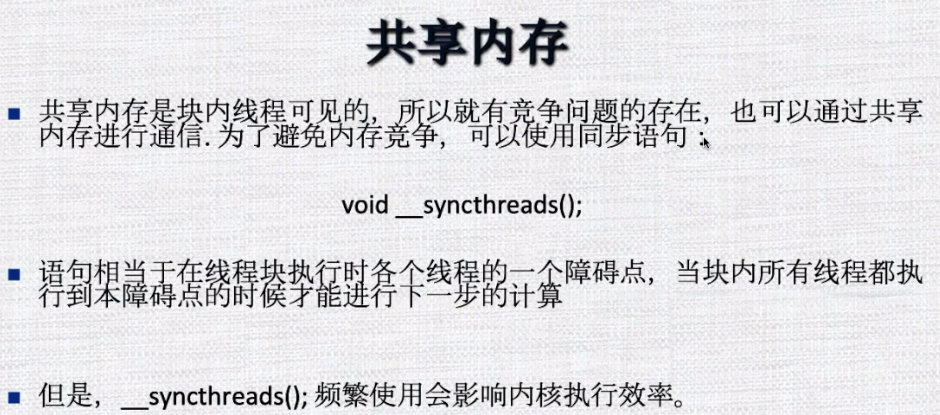 共享内存
共享内存是块内线程可见的，所以就有竞争问题的存在，也可以通过共享
内存进行通信. 为了避免内存竞争，可以使用同步语句：
void __syncthreads();
语句相当于在线程块执行时各个线程的一个障碍点，当块内所有线程都执
行到本障碍点的时候才能进行下一步的计算
但是，__syncthreads(); 频繁使用会影响内核执行效率。